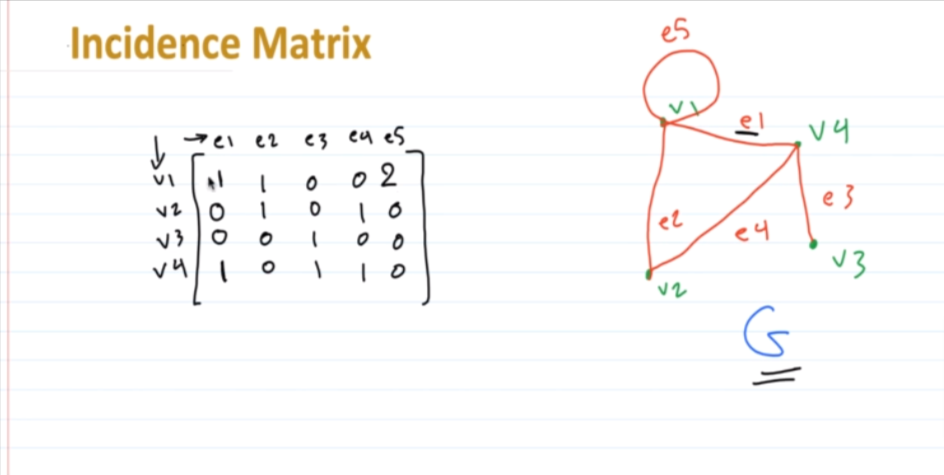 Incidence Matrix
e5
v1
e1
v4
→ e1 e2 e3 e4 e5
↓
v1 1 1 0 0 2
v2 0 1 0 1 0
v3 0 0 1 0 0
v4 1 0 1 1 0
e3
e2
e4
v3
v2
G